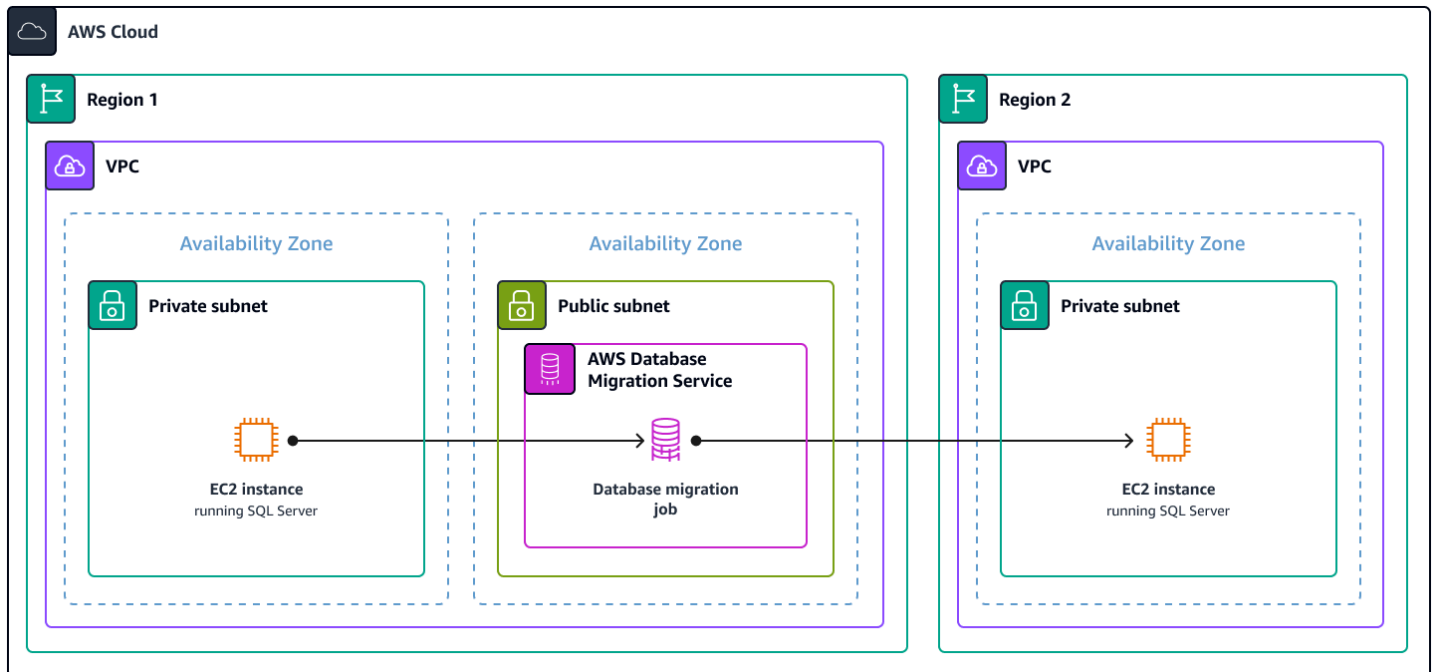 AWS Cloud
Region 1
Region 2
VPC
VPC
Availability Zone
Availability Zone
Availability Zone
Private subnet
Public subnet
Private subnet
AWS Database
Migration Service
EC2 instance
running SQL Server
Database migration
job
EC2 instance
running SQL Server